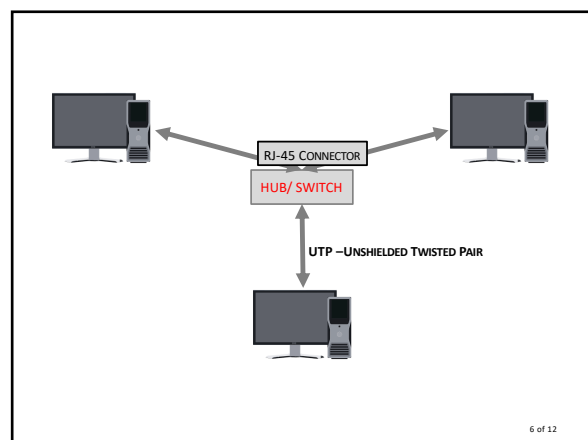 RJ-45 CONNECTOR
HUB/ SWITCH
UTP –UNSHIELDED TWISTED PAIR
6 of 12